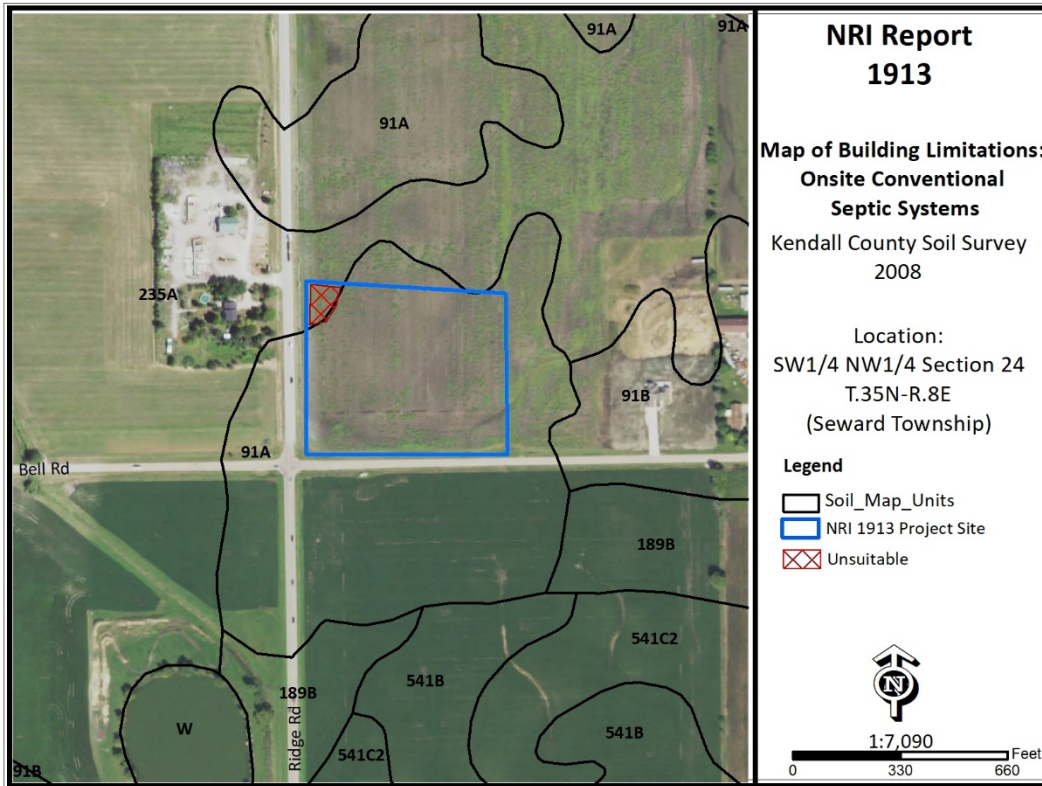 91A
91A
91A
91A
235A
91B
91A
Bell Rd
189B
541C2
541B
189B
W
Ridge Rd
541B
541C2
91B
NRI Report
1913
Map of Building Limitations:
Onsite Conventional
Septic Systems
Kendall County Soil Survey
2008
Location:
SW1/4 NW1/4 Section 24
T.35N-R.8E
(Seward Township)
Legend
Soil_Map_Units
NRI 1913 Project Site
Unsuitable
N
1:7,090
Feet
0 330 660